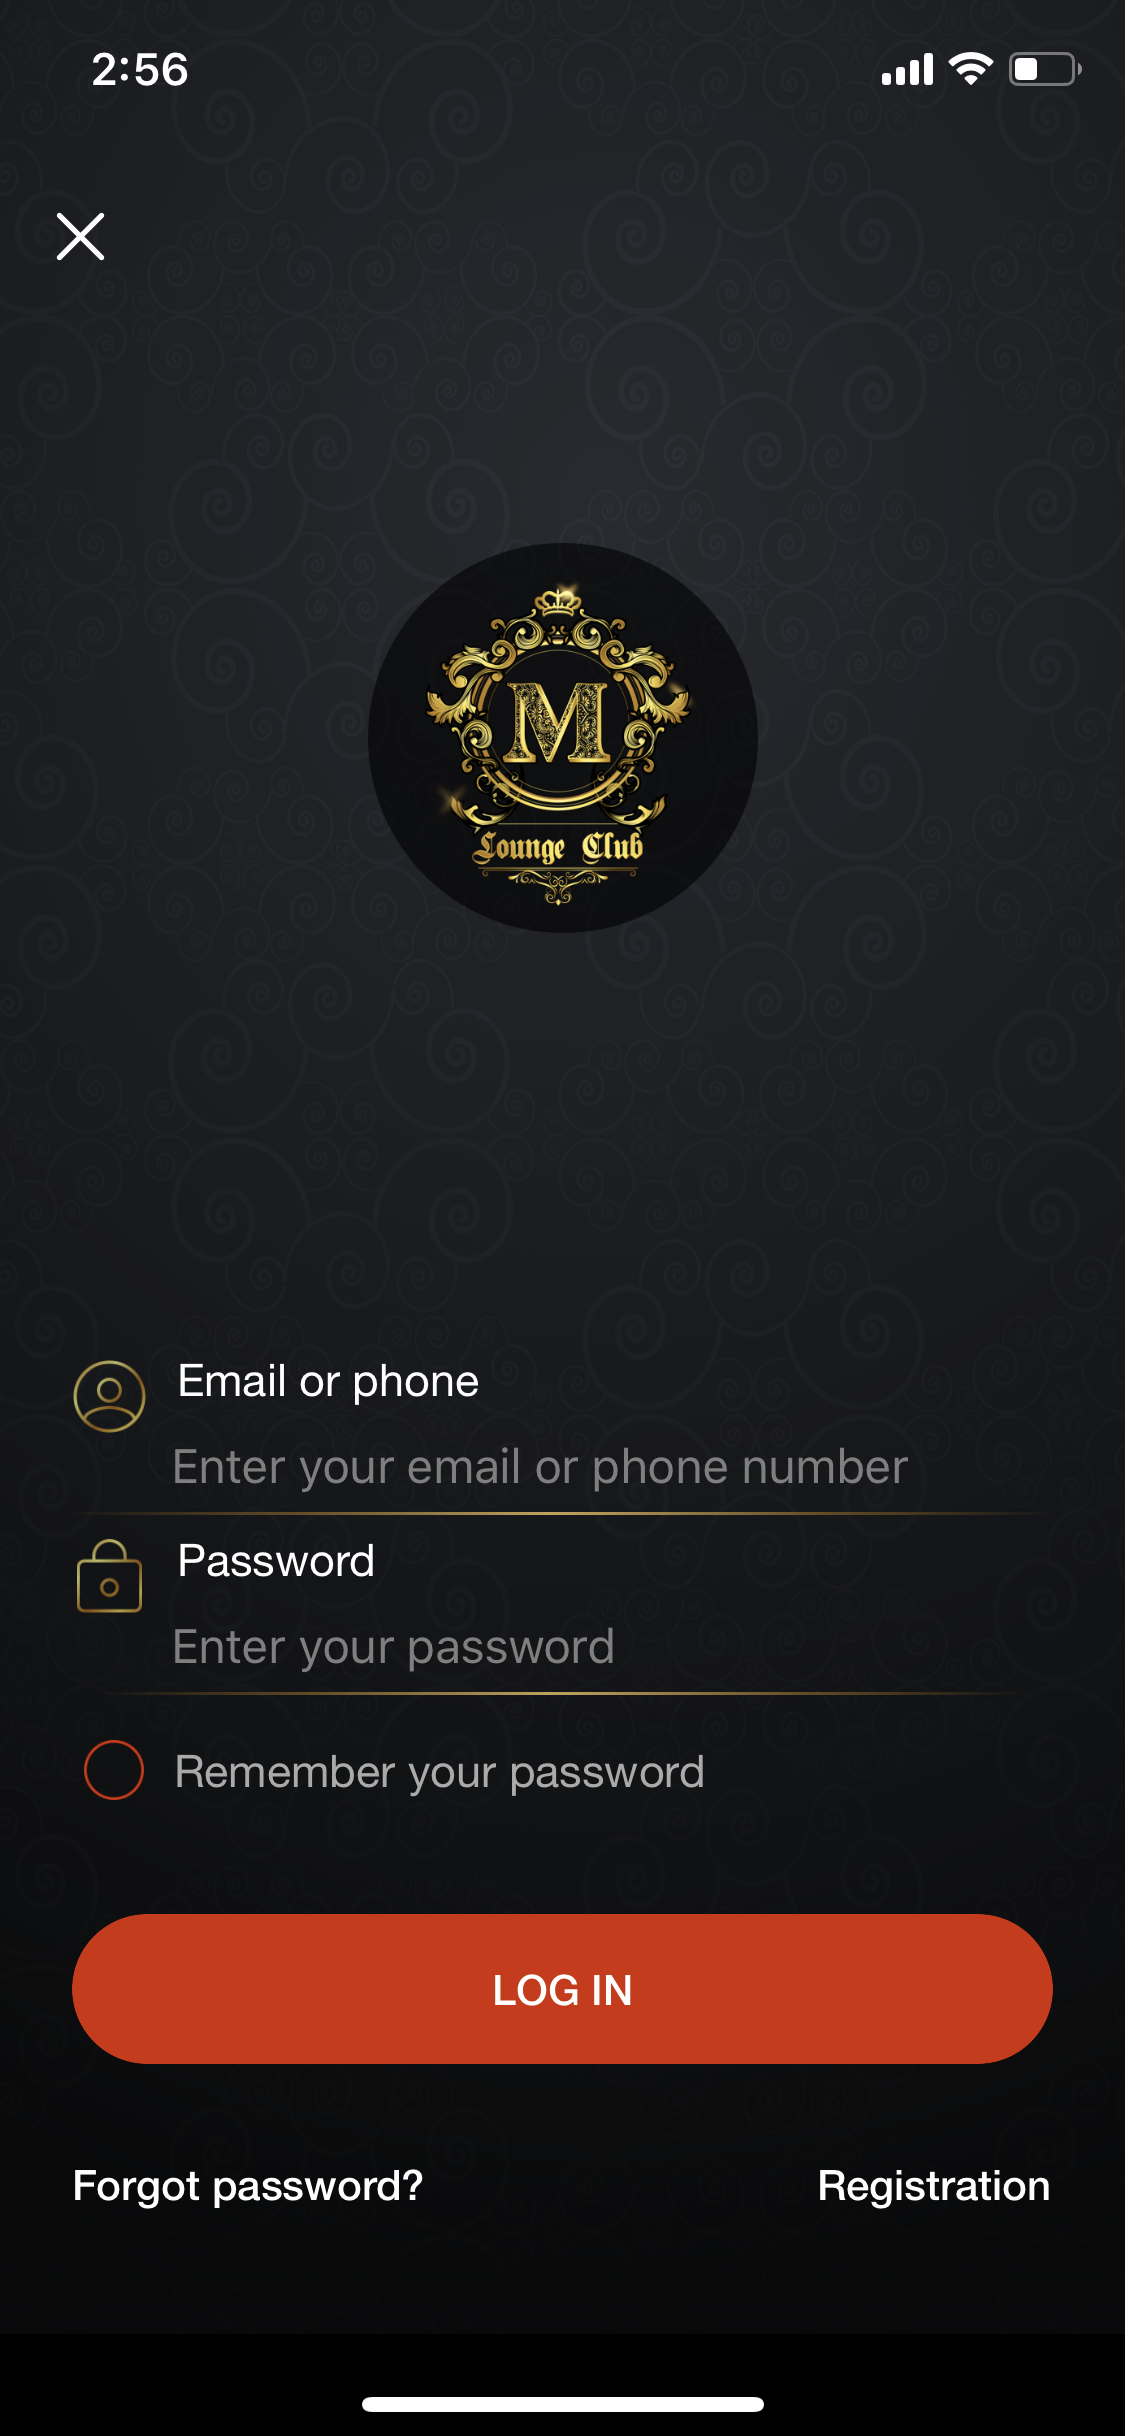 2:56
M
Lounge Club
Email or phone
Enter your email or phone number
Password
Enter your password
Remember your password
LOG IN
Forgot password?
Registration